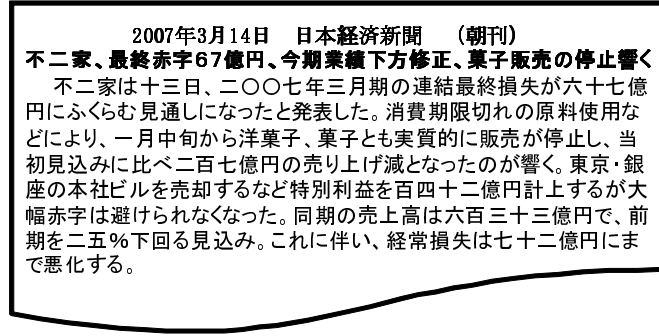 2007年3月14日　日本経済新聞　（朝刊）
不二家、最終赤字67億円、今期業績下方修正、菓子販売の停止響く
　不二家は十三日、二〇〇七年三月期の連結最終損失が六十七億
円にふくらむ見通しになったと発表した。消費期限切れの原料使用な
どにより、一月中旬から洋菓子、菓子とも実質的に販売が停止し、当
初見込みに比べ二百七億円の売り上げ減となったのが響く。東京・銀
座の本社ビルを売却するなど特別利益を百四十二億円計上するが大
幅赤字は避けられなくなった。同期の売上高は六百三十三億円で、前
期を二五%下回る見込み。これに伴い、経常損失は七十二億円にま
で悪化する。